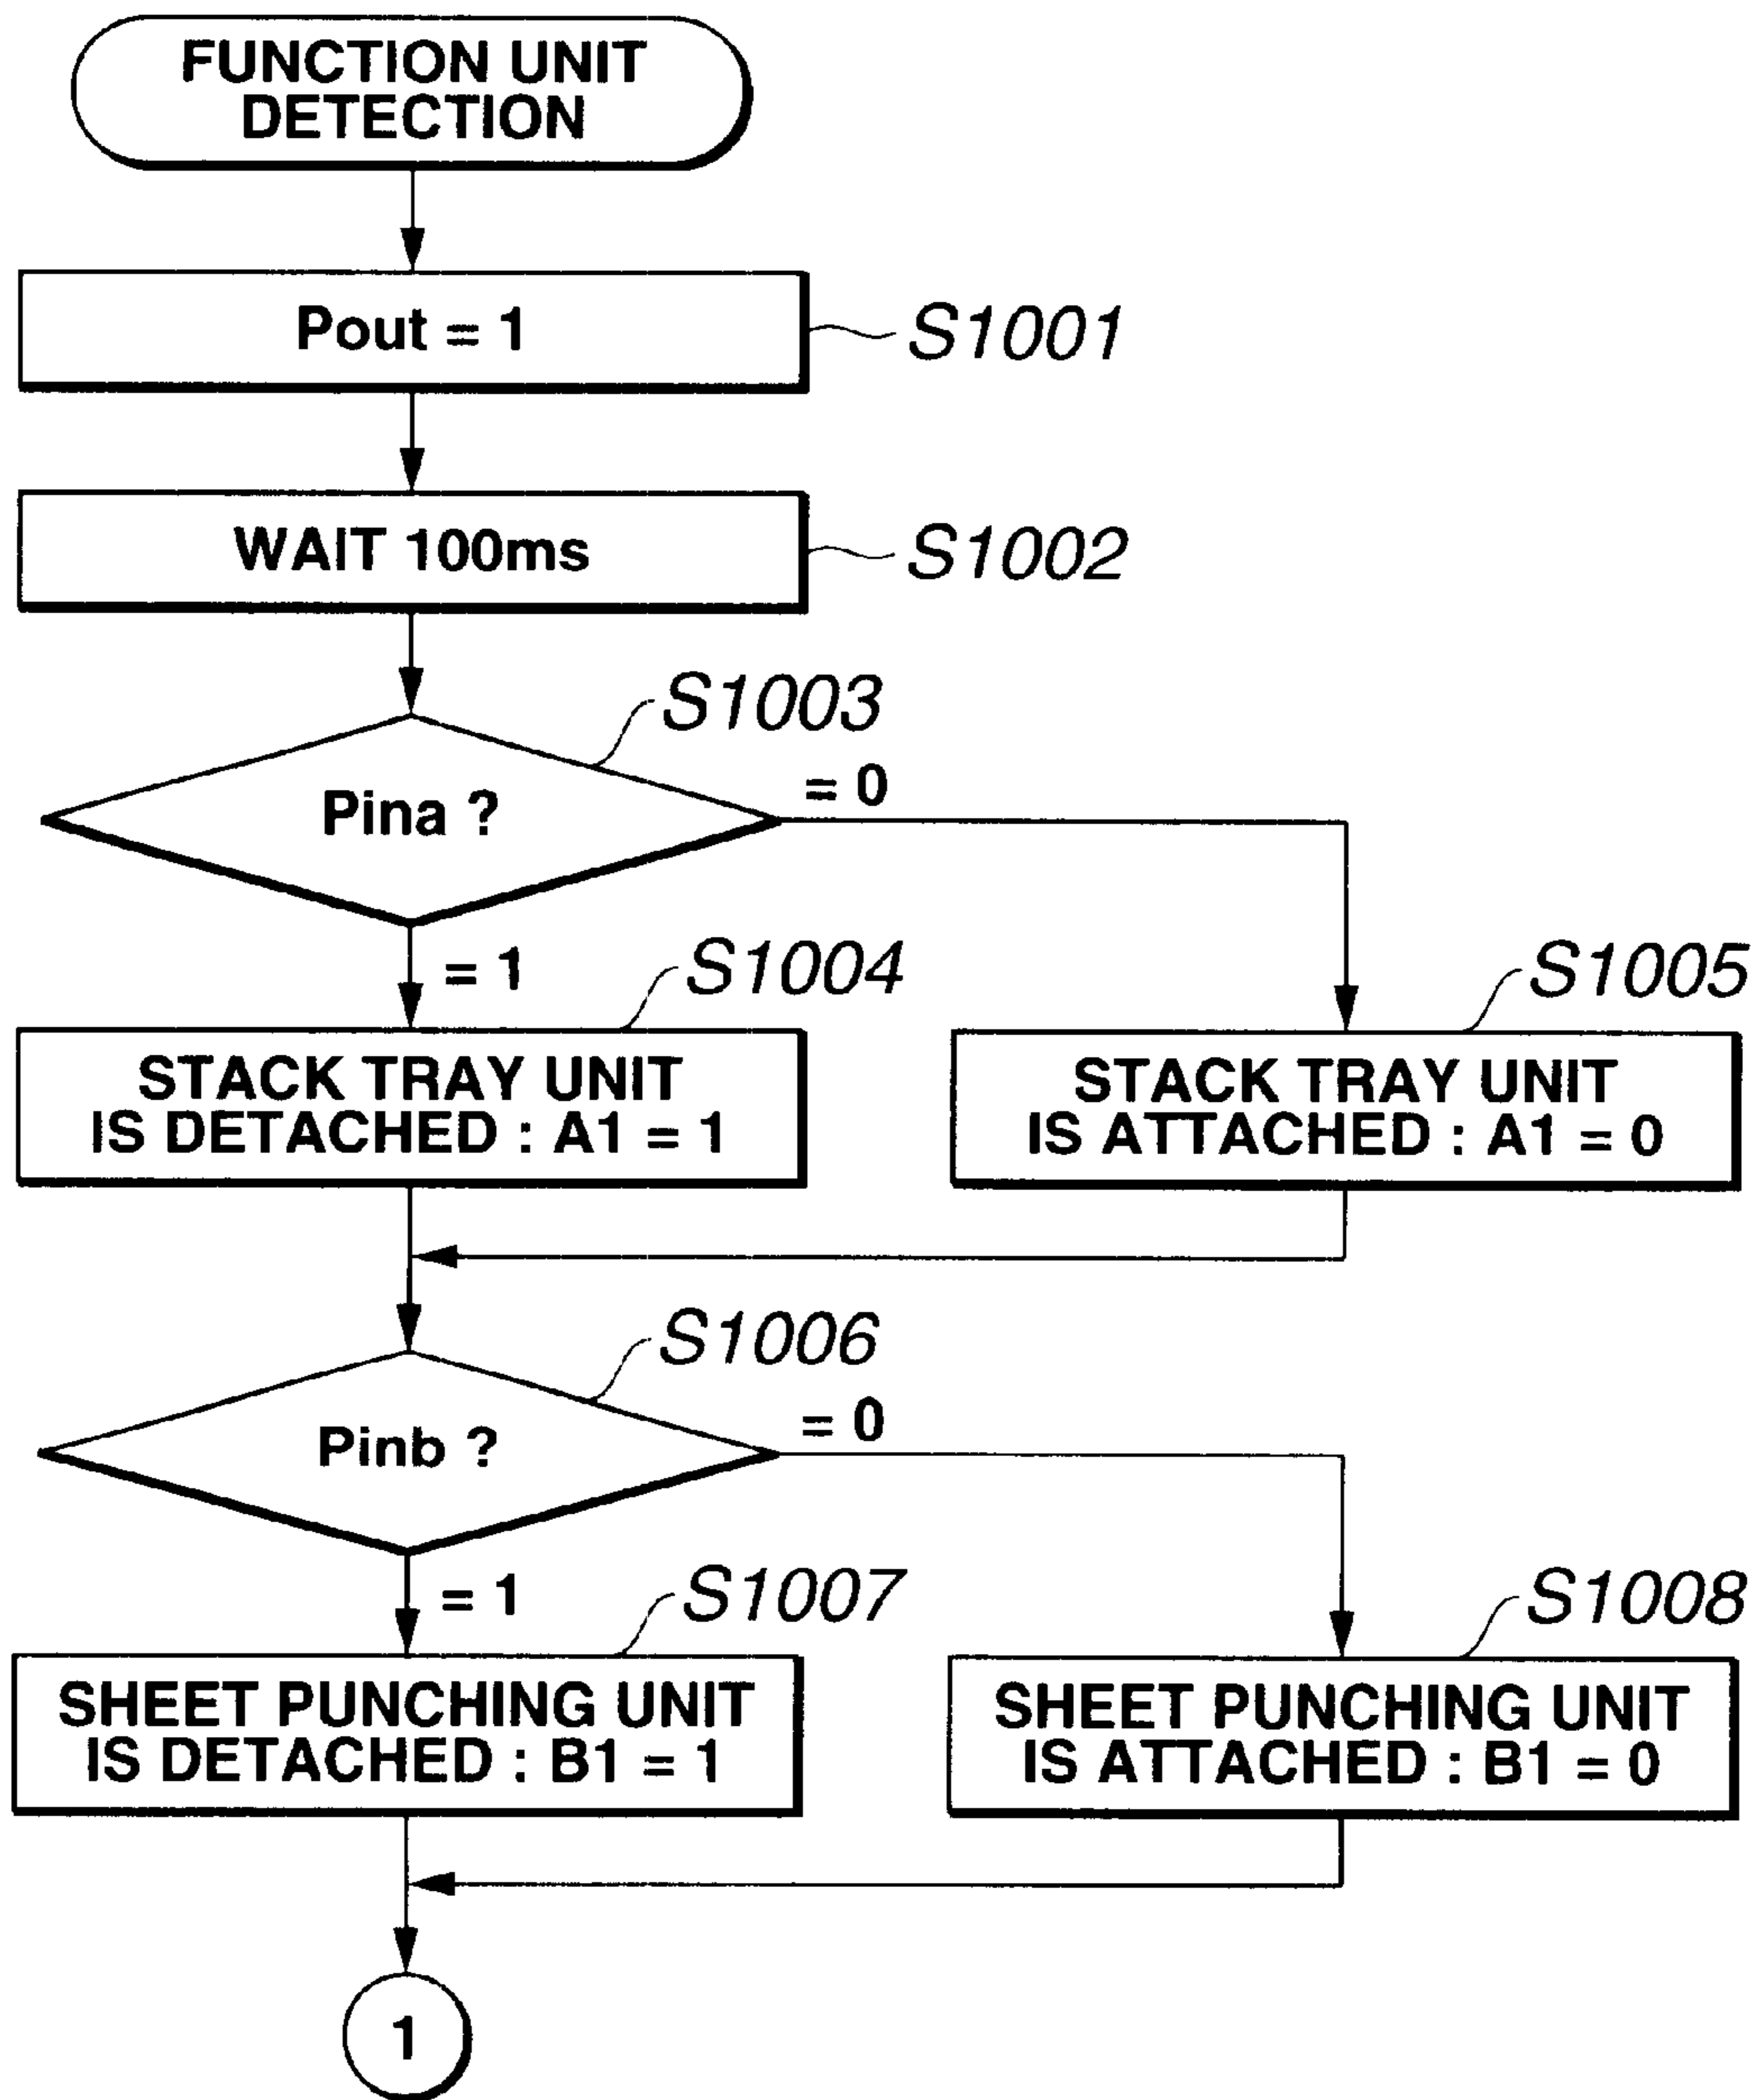 FUNCTION UNIT
DETECTION
Pout = 1
S1001
WAIT 100ms
S1002
S1003
Pina ?
= 0
= 1
S1004
S1005
STACK TRAY UNIT
IS DETACHED : A1 = 1
STACK TRAY UNIT
IS ATTACHED : A1 = 0
S1006
Pinb ?
= 0
= 1
S1007
S1008
SHEET PUNCHING UNIT
IS DETACHED : B1 = 1
SHEET PUNCHING UNIT
IS ATTACHED : B1 = 0
1